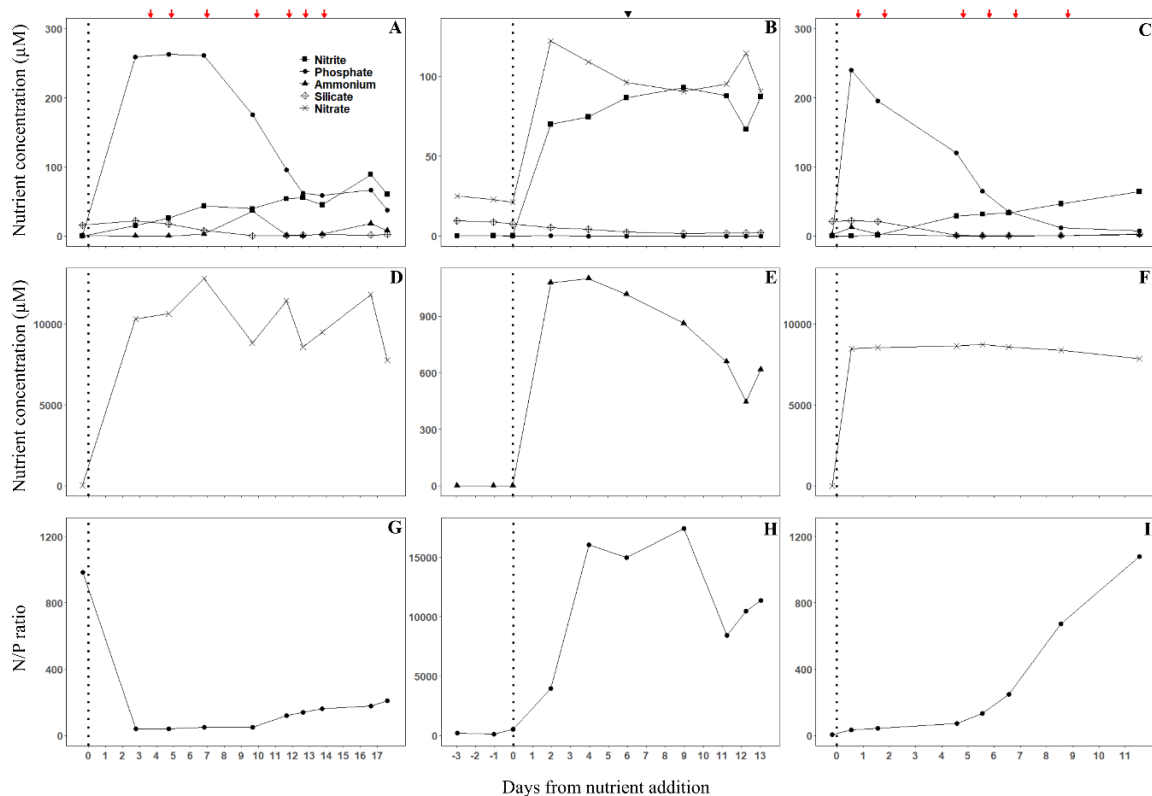 Nutrient concentration (µM)
300
200
100
0
A
Nitrite
Phosphate
Ammonium
Silicate
Nitrate
100
50
0
B
300
200
100
0
C
Nutrient concentration (µM)
10000
5000
0
D
900
600
300
0
E
10000
5000
0
F
N/P ratio
1200
800
400
0
G
0 1 2 3 4 5 6 7 8 9 10 11 12 13 14 15 16 17
15000
10000
5000
0
H
-3 -2 -1 0 1 2 3 4 5 6 7 8 9 10 11 12 13
1200
800
400
0
I
0 1 2 3 4 5 6 7 8 9 10 11
Days from nutrient addition